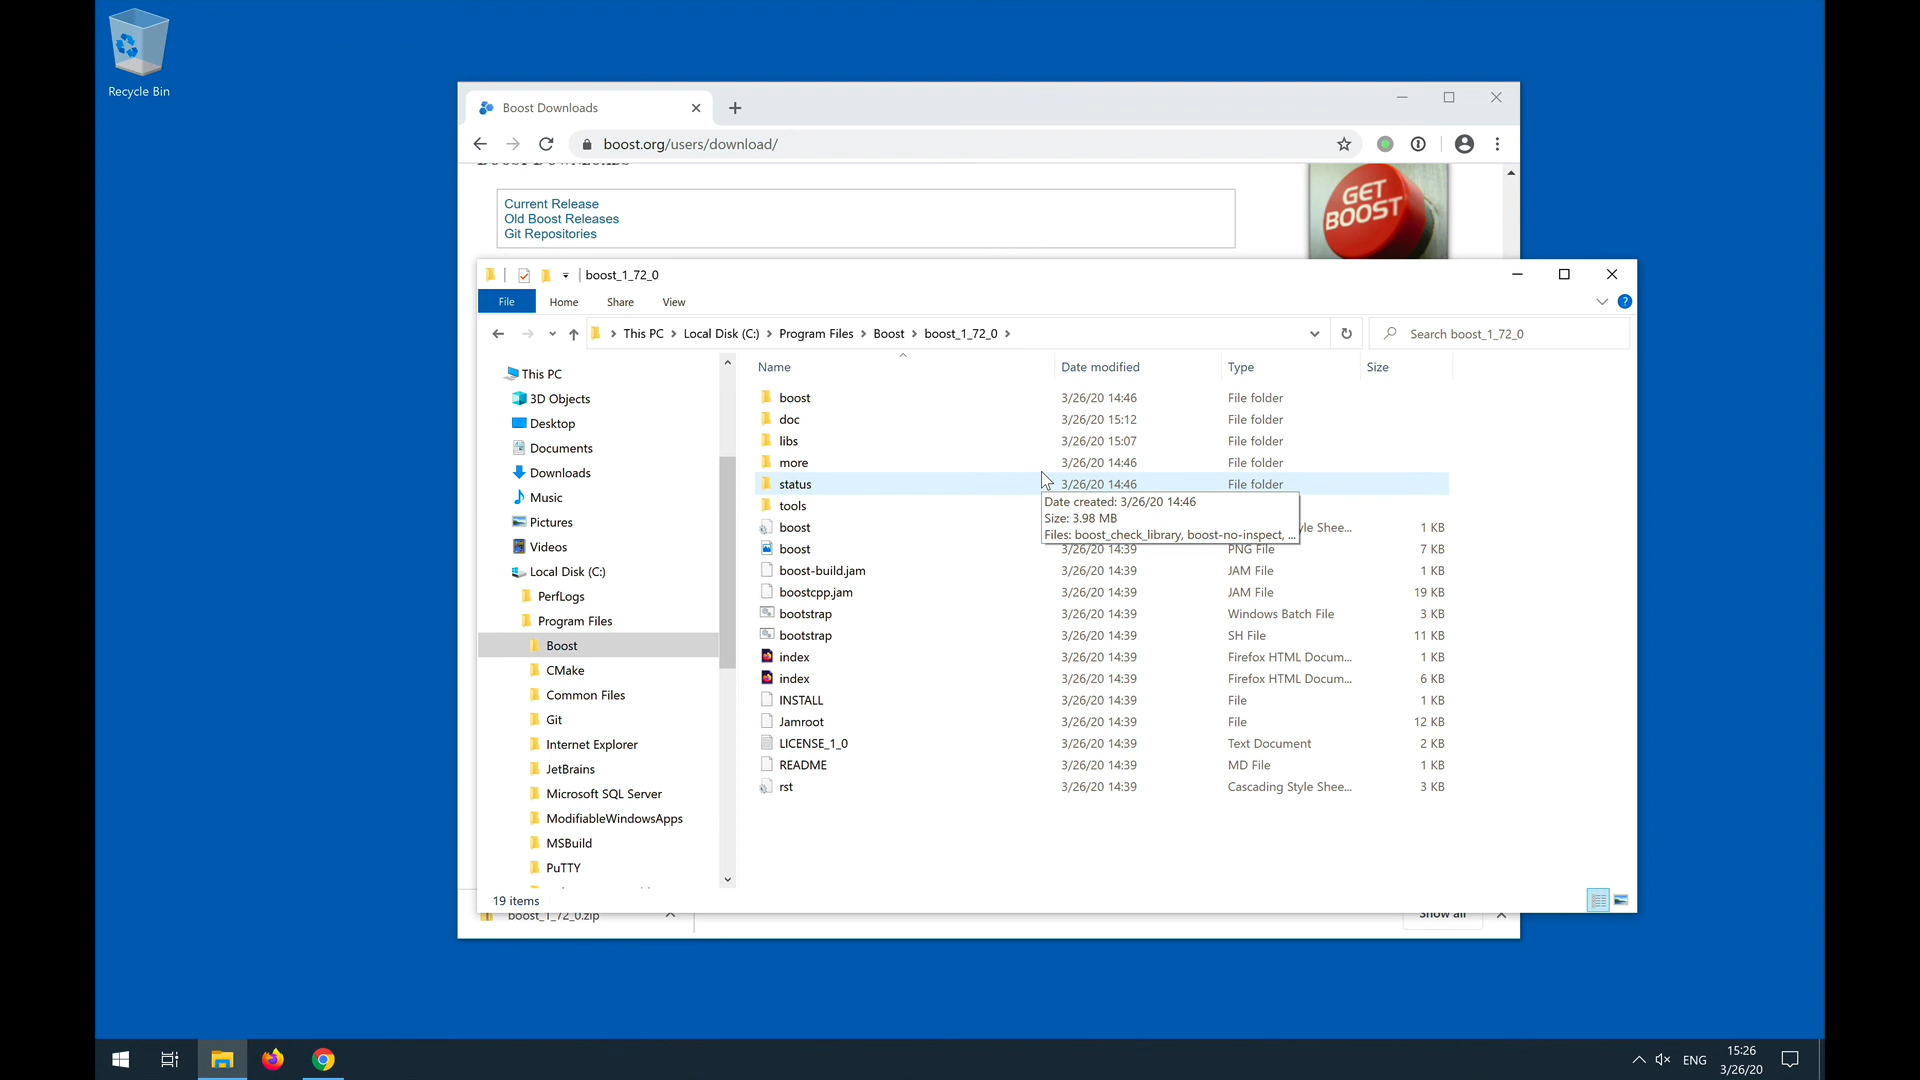 Recycle Bin
Boost Downloads
boost.org/users/download/
Current Release
Old Boost Releases
Git Repositories
GET
BOOST
boost_1_72_0
File Home Share View
This PC Local Disk (C:) Program Files Boost boost_1_72_0
Search boost_1_72_0
Name Date modified Type Size
This PC
3D Objects
Desktop
Documents
Downloads
Music
Pictures
Videos
Local Disk (C:)
PerfLogs
Program Files
Boost
CMake
Common Files
Git
Internet Explorer
JetBrains
Microsoft SQL Server
ModifiableWindowsApps
MSBuild
PuTTY
boost 3/26/20 14:46 File folder
doc 3/26/20 15:12 File folder
libs 3/26/20 15:07 File folder
more 3/26/20 14:46 File folder
status 3/26/20 14:46 File folder
tools
Date created: 3/26/20 14:46
Size: 3.98 MB
Files: boost_check_library, boost-no-inspect, ...
boost yle Shee... 1 KB
boost 3/26/20 14:39 PNG File 7 KB
boost-build.jam 3/26/20 14:39 JAM File 1 KB
boostcpp.jam 3/26/20 14:39 JAM File 19 KB
bootstrap 3/26/20 14:39 Windows Batch File 3 KB
bootstrap 3/26/20 14:39 SH File 11 KB
index 3/26/20 14:39 Firefox HTML Docum... 1 KB
index 3/26/20 14:39 Firefox HTML Docum... 6 KB
INSTALL 3/26/20 14:39 File 1 KB
Jamroot 3/26/20 14:39 File 12 KB
LICENSE_1_0 3/26/20 14:39 Text Document 2 KB
README 3/26/20 14:39 MD File 1 KB
rst 3/26/20 14:39 Cascading Style Shee... 3 KB
19 items
boost_1_72_0.zip
Show all
ENG
15:26
3/26/20